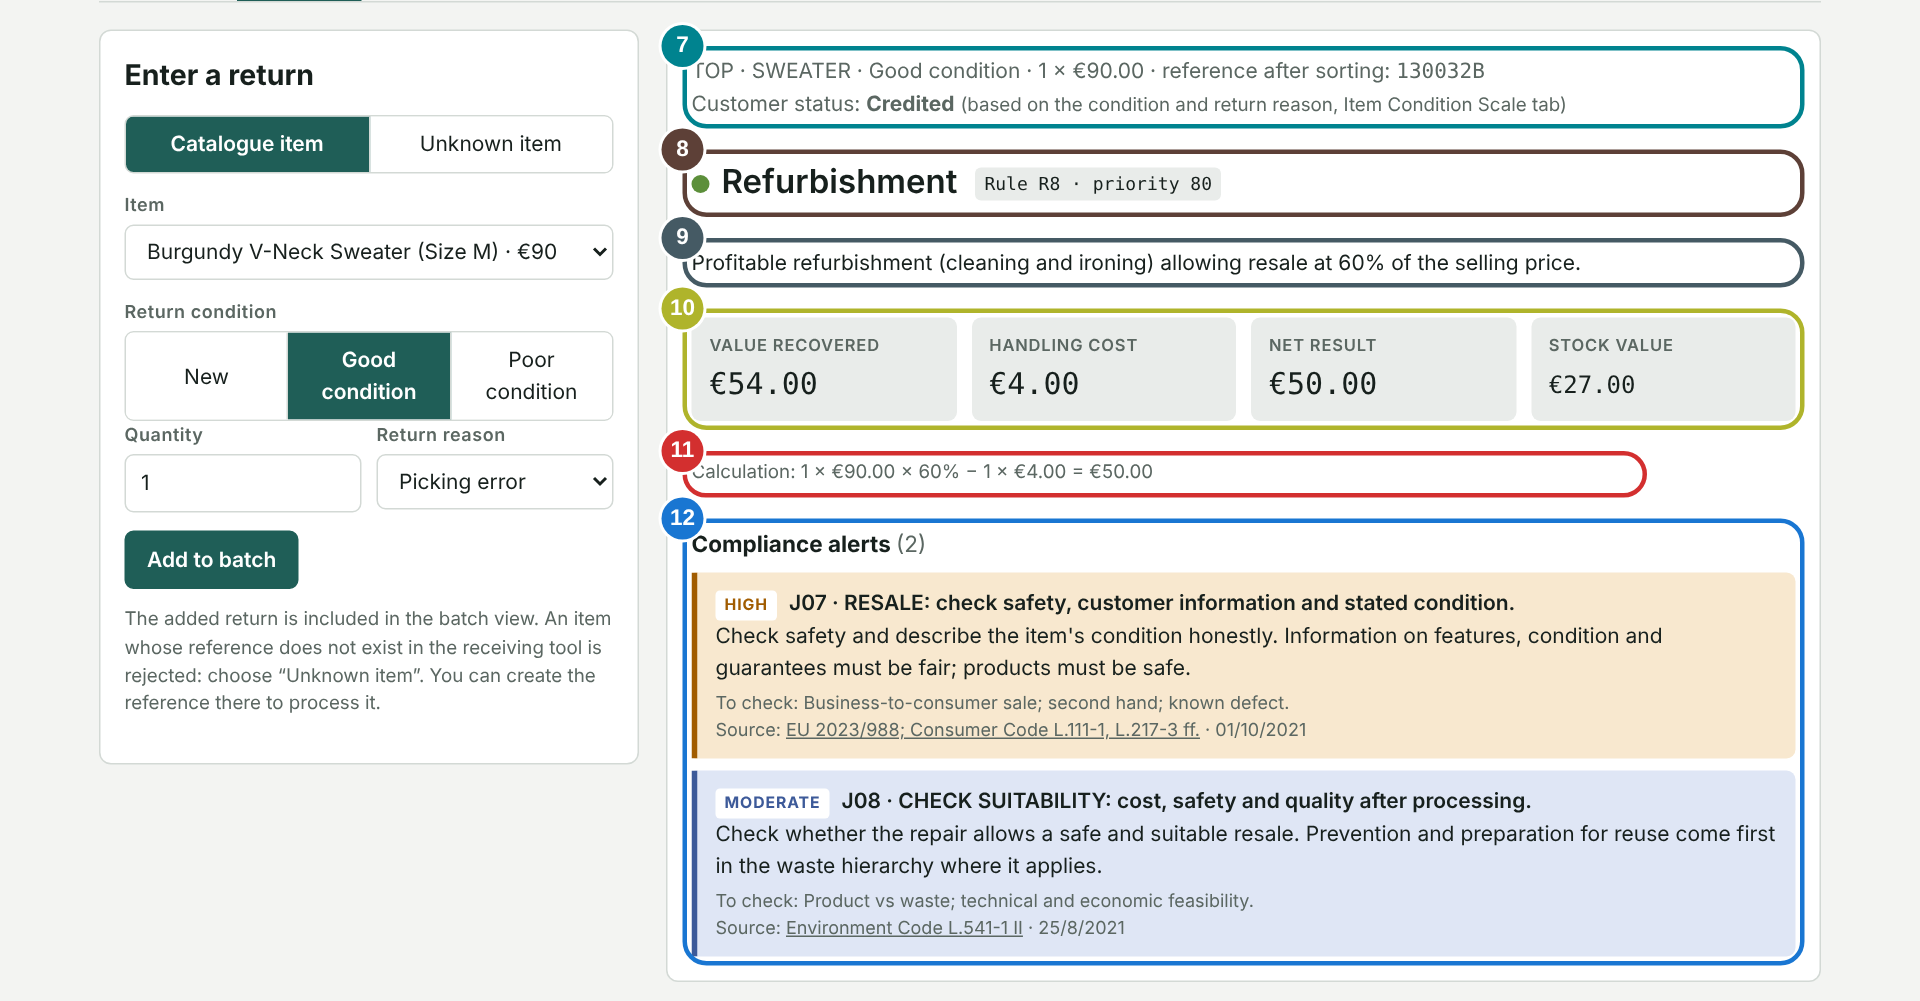 Enter a return
Catalogue item
Unknown item
Item
Burgundy V-Neck Sweater (Size M) · €90
Return condition
New
Good
condition
Poor
condition
Quantity
Return reason
1
Picking error
Add to batch
The added return is included in the batch view. An item
whose reference does not exist in the receiving tool is
rejected: choose “Unknown item”. You can create the
reference there to process it.
7
TOP · SWEATER · Good condition · 1 × €90.00 · reference after sorting: 130032B
Customer status: Credited (based on the condition and return reason, Item Condition Scale tab)
8
Refurbishment Rule R8 · priority 80
9
Profitable refurbishment (cleaning and ironing) allowing resale at 60% of the selling price.
10
VALUE RECOVERED
€54.00
HANDLING COST
€4.00
NET RESULT
€50.00
STOCK VALUE
€27.00
11
Calculation: 1 × €90.00 × 60% − 1 × €4.00 = €50.00
12
Compliance alerts (2)
HIGH J07 · RESALE: check safety, customer information and stated condition.
Check safety and describe the item's condition honestly. Information on features, condition and
guarantees must be fair; products must be safe.
To check: Business-to-consumer sale; second hand; known defect.
Source: EU 2023/988; Consumer Code L.111-1, L.217-3 ff. · 01/10/2021
MODERATE J08 · CHECK SUITABILITY: cost, safety and quality after processing.
Check whether the repair allows a safe and suitable resale. Prevention and preparation for reuse come first
in the waste hierarchy where it applies.
To check: Product vs waste; technical and economic feasibility.
Source: Environment Code L.541-1 II · 25/8/2021